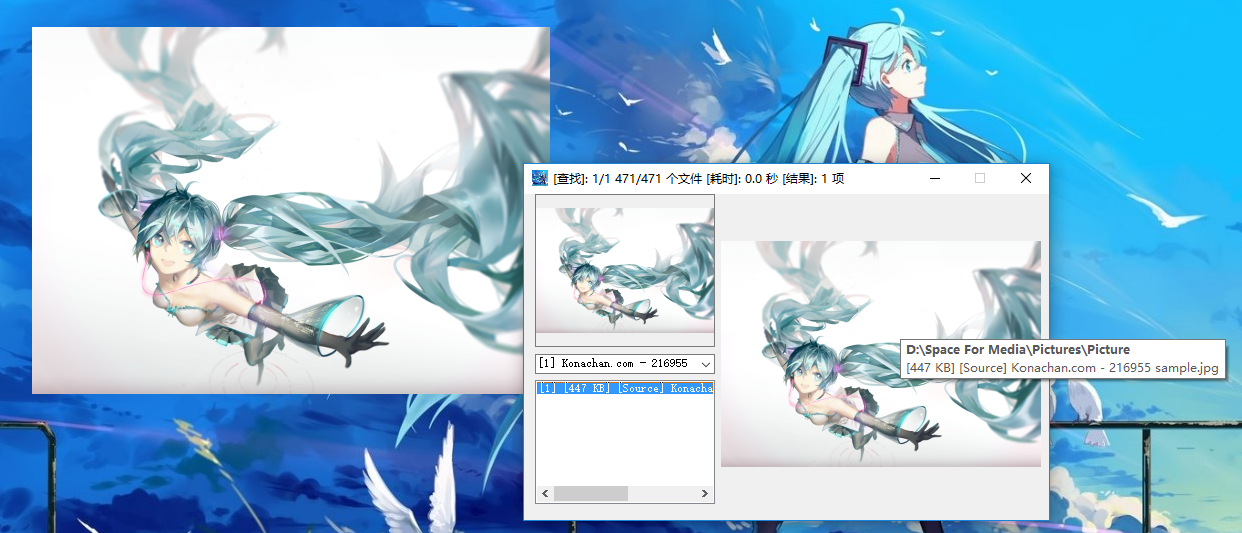 [查找]: 1/1 471/471 个文件 [耗时]: 0.0 秒 [结果]: 1 项
[1] Konachan.com - 216955
[1] [447 KB] [Source] Konacha
D:\Space For Media\Pictures\Picture
[447 KB] [Source] Konachan.com - 216955 sample.jpg